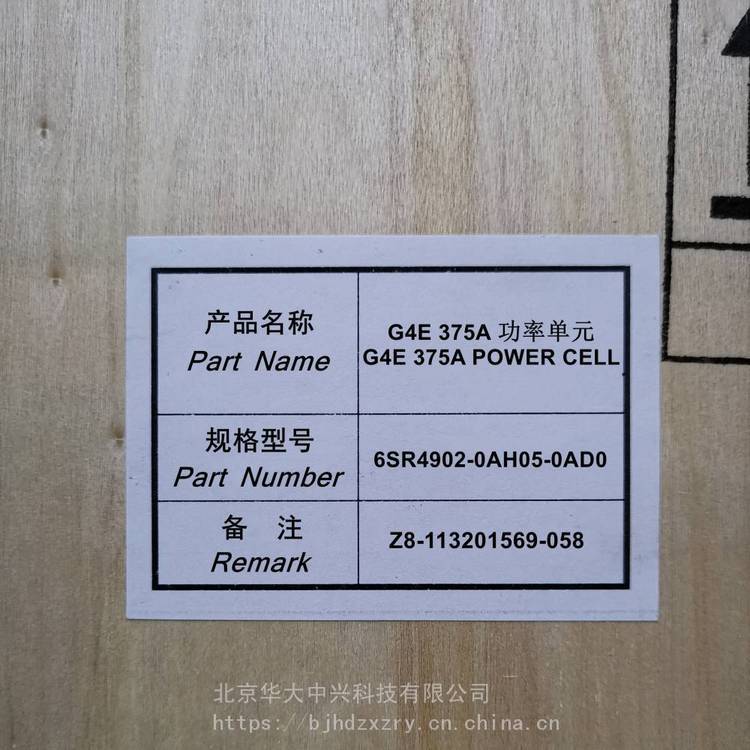 产品名称
Part Name
G4E 375A 功率单元
G4E 375A POWER CELL
规格型号
Part Number
6SR4902-0AH05-0AD0
备 注
Remark
Z8-113201569-058
北京华大中兴科技有限公司
https://bjhdzxzry.cn.china.cn